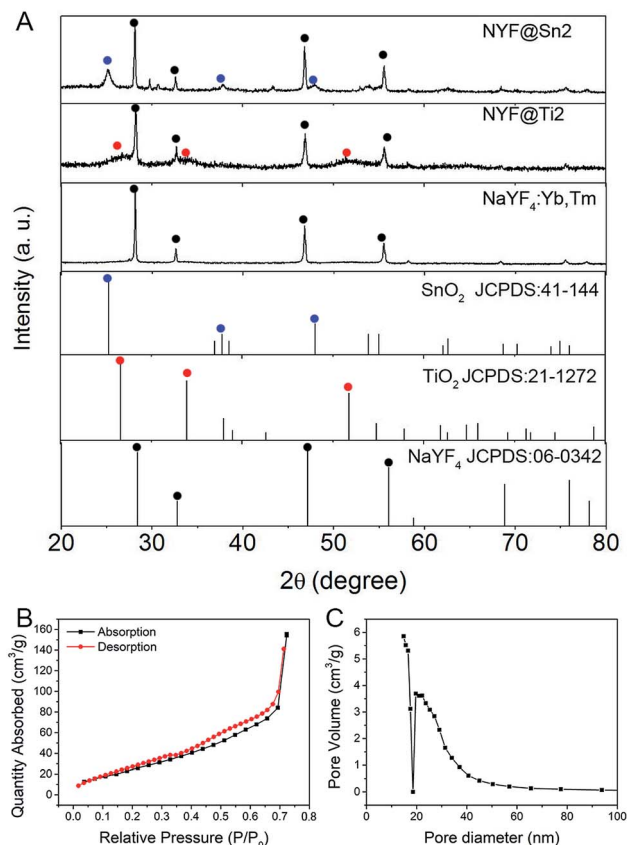 A
NYF@Sn2
NYF@Ti2
NaYF4:Yb,Tm
SnO2 JCPDS:41-144
TiO2 JCPDS:21-1272
NaYF4 JCPDS:06-0342
Intensity (a. u.)
20 30 40 50 60 70 80
2θ (degree)
B
Absorption
Desorption
Quantity Absorbed (cm3/g)
160
140
120
100
80
60
40
20
0
0.0 0.1 0.2 0.3 0.4 0.5 0.6 0.7 0.8
Relative Pressure (P/P0)
C
Pore Volume (cm3/g)
6
5
4
3
2
1
0
20 40 60 80 100
Pore diameter (nm)